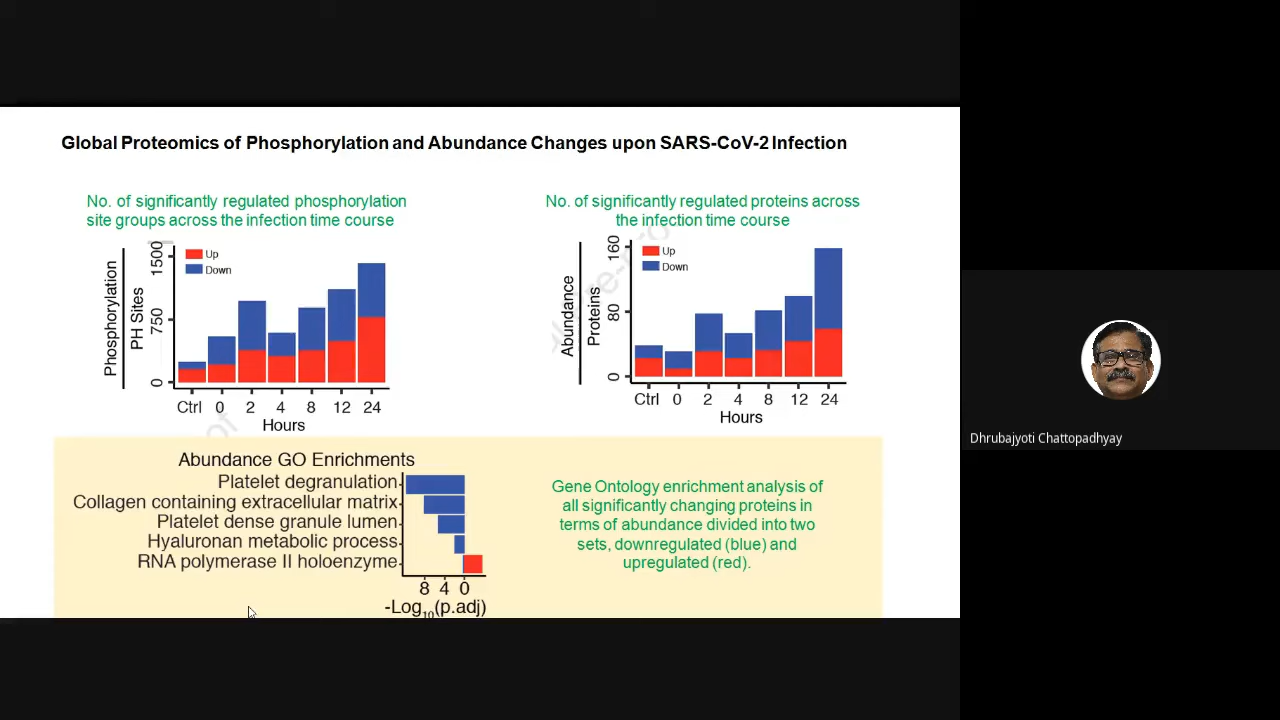 Global Proteomics of Phosphorylation and Abundance Changes upon SARS-CoV-2 Infection
No. of significantly regulated phosphorylation
site groups across the infection time course
Phosphorylation
PH Sites
1500
750
0
Up
Down
Ctrl 0 2 4 8 12 24
Hours
No. of significantly regulated proteins across
the infection time course
Abundance
Proteins
160
80
0
Up
Down
Ctrl 0 2 4 8 12 24
Hours
Abundance GO Enrichments
Platelet degranulation
Collagen containing extracellular matrix
Platelet dense granule lumen
Hyaluronan metabolic process
RNA polymerase II holoenzyme
8 4 0
-Log10(p.adj)
Gene Ontology enrichment analysis of
all significantly changing proteins in
terms of abundance divided into two
sets, downregulated (blue) and
upregulated (red).
Dhrubajyoti Chattopadhyay